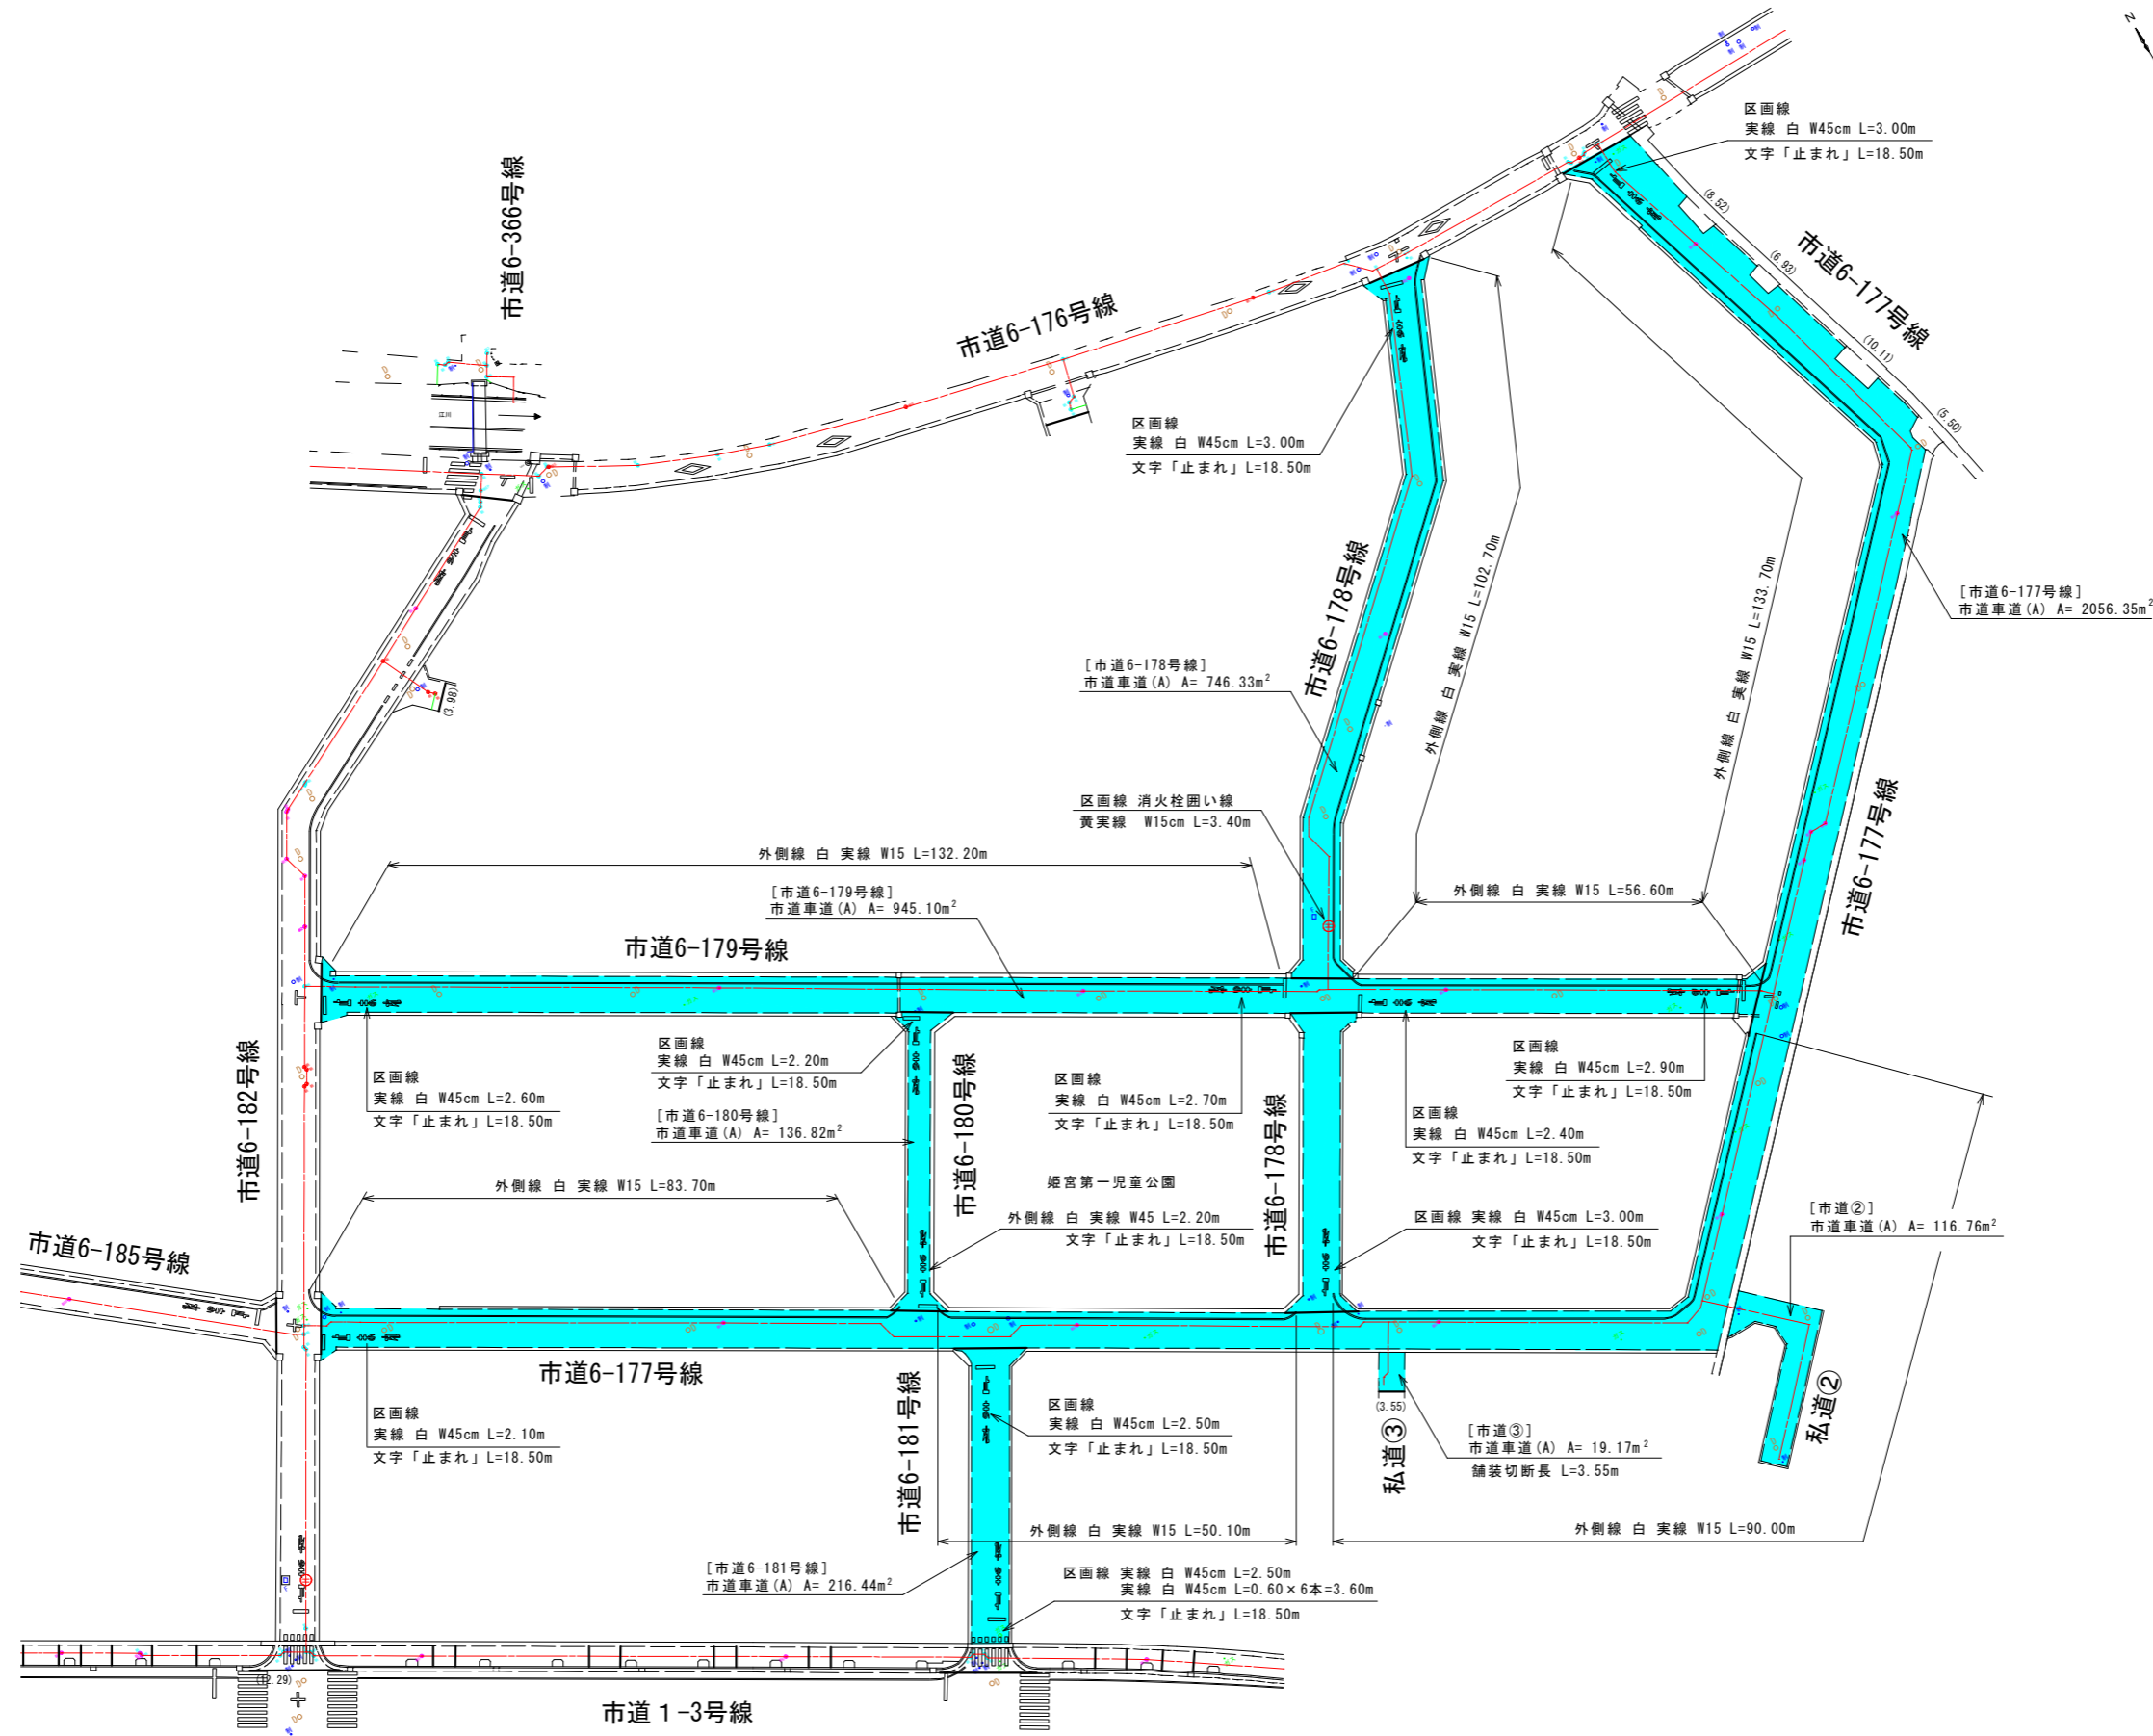 N
区画線
実線 白 W45cm L=3.00m
文字「止まれ」L=18.50m
市道6-366号線
(8.52)
市道6-177号線
(6.93)
(10.11)
(5.50)
市道6-176号線
江川
区画線
実線 白 W45cm L=3.00m
文字「止まれ」L=18.50m
外側線 白 実線 W15 L=102.70m
外側線 白 実線 W15 L=133.70m
[市道6-177号線]
市道車道(A) A= 2056.35m²
市道6-178号線
[市道6-178号線]
市道車道(A) A= 746.33m²
(3.98)
区画線 消火栓囲い線
黄実線 W15cm L=3.40m
市道6-177号線
外側線 白 実線 W15 L=132.20m
外側線 白 実線 W15 L=56.60m
[市道6-179号線]
市道車道(A) A= 945.10m²
市道6-179号線
市道6-182号線
区画線
実線 白 W45cm L=2.60m
文字「止まれ」L=18.50m
区画線
実線 白 W45cm L=2.20m
文字「止まれ」L=18.50m
[市道6-180号線]
市道車道(A) A= 136.82m²
市道6-180号線
区画線
実線 白 W45cm L=2.70m
文字「止まれ」L=18.50m
市道6-178号線
区画線
実線 白 W45cm L=2.40m
文字「止まれ」L=18.50m
区画線
実線 白 W45cm L=2.90m
文字「止まれ」L=18.50m
姫宮第一児童公園
外側線 白 実線 W15 L=83.70m
外側線 白 実線 W45 L=2.20m
文字「止まれ」L=18.50m
区画線 実線 白 W45cm L=3.00m
文字「止まれ」L=18.50m
[市道②]
市道車道(A) A= 116.76m²
市道6-185号線
市道6-177号線
区画線
実線 白 W45cm L=2.10m
文字「止まれ」L=18.50m
市道6-181号線
区画線
実線 白 W45cm L=2.50m
文字「止まれ」L=18.50m
(3.55)
私道③
[市道③]
市道車道(A) A= 19.17m²
舗装切断長 L=3.55m
私道②
外側線 白 実線 W15 L=50.10m
外側線 白 実線 W15 L=90.00m
[市道6-181号線]
市道車道(A) A= 216.44m²
区画線 実線 白 W45cm L=2.50m
実線 白 W45cm L=0.60×6本=3.60m
文字「止まれ」L=18.50m
(12.29)
市道１-3号線